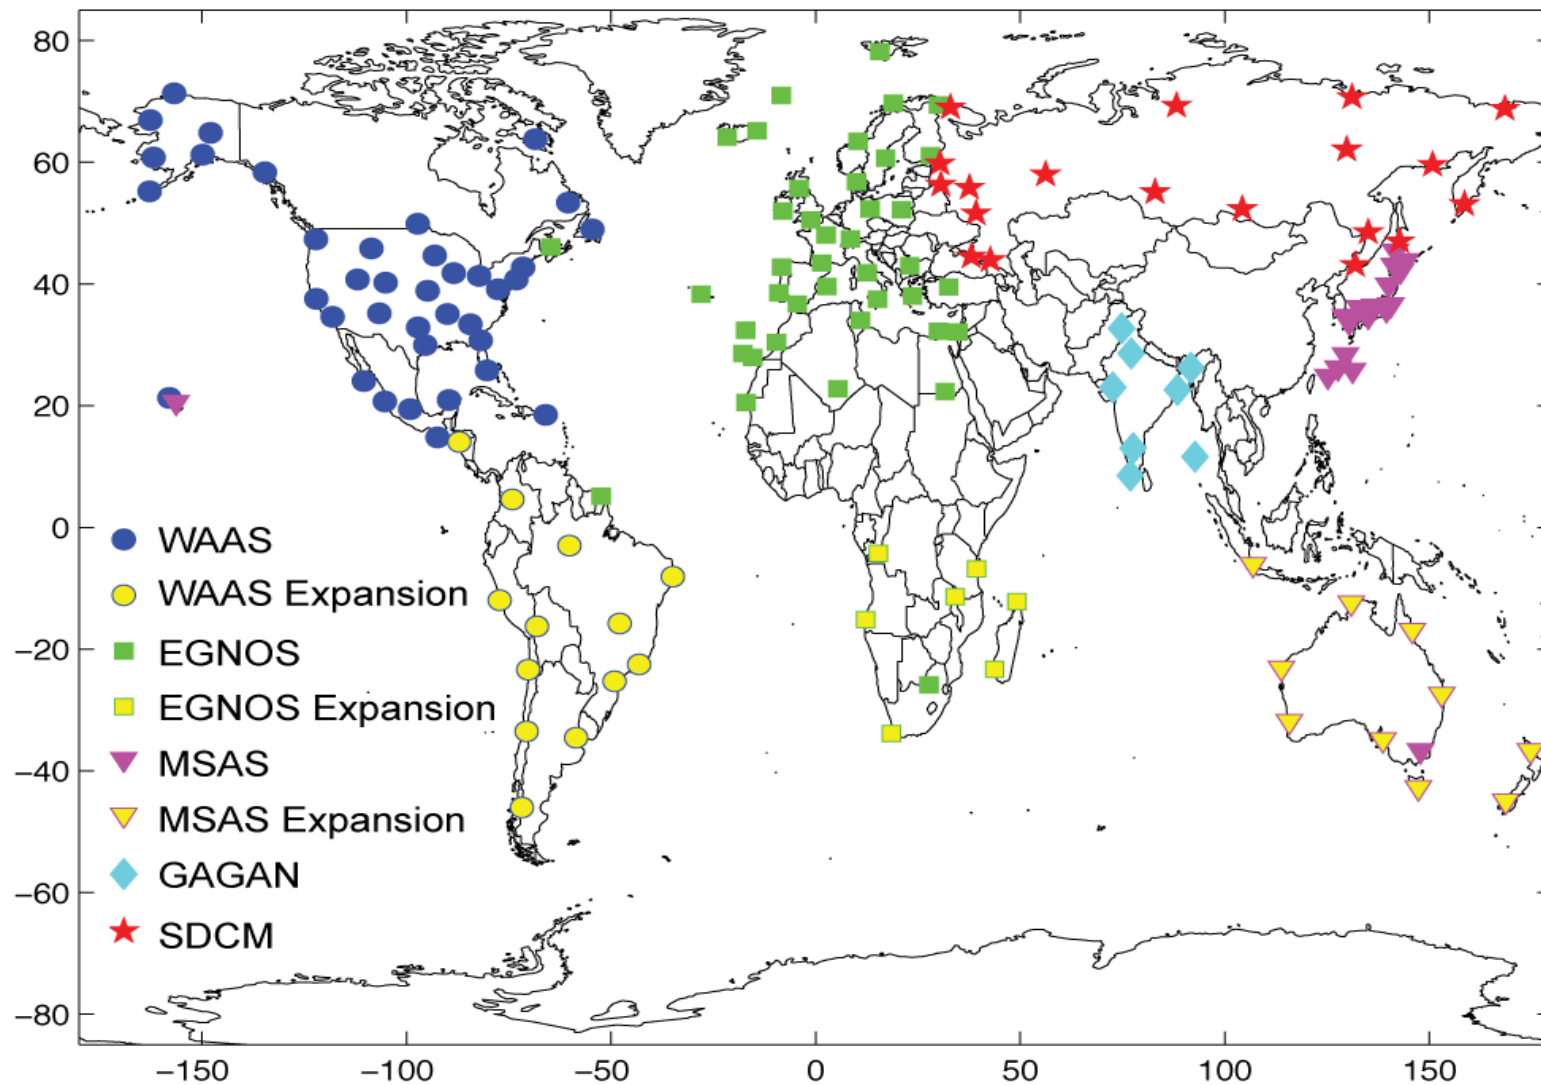 80
60
40
20
0
−20
−40
−60
−80
WAAS
WAAS Expansion
EGNOS
EGNOS Expansion
MSAS
MSAS Expansion
GAGAN
SDCM
−150
−100
−50
0
50
100
150